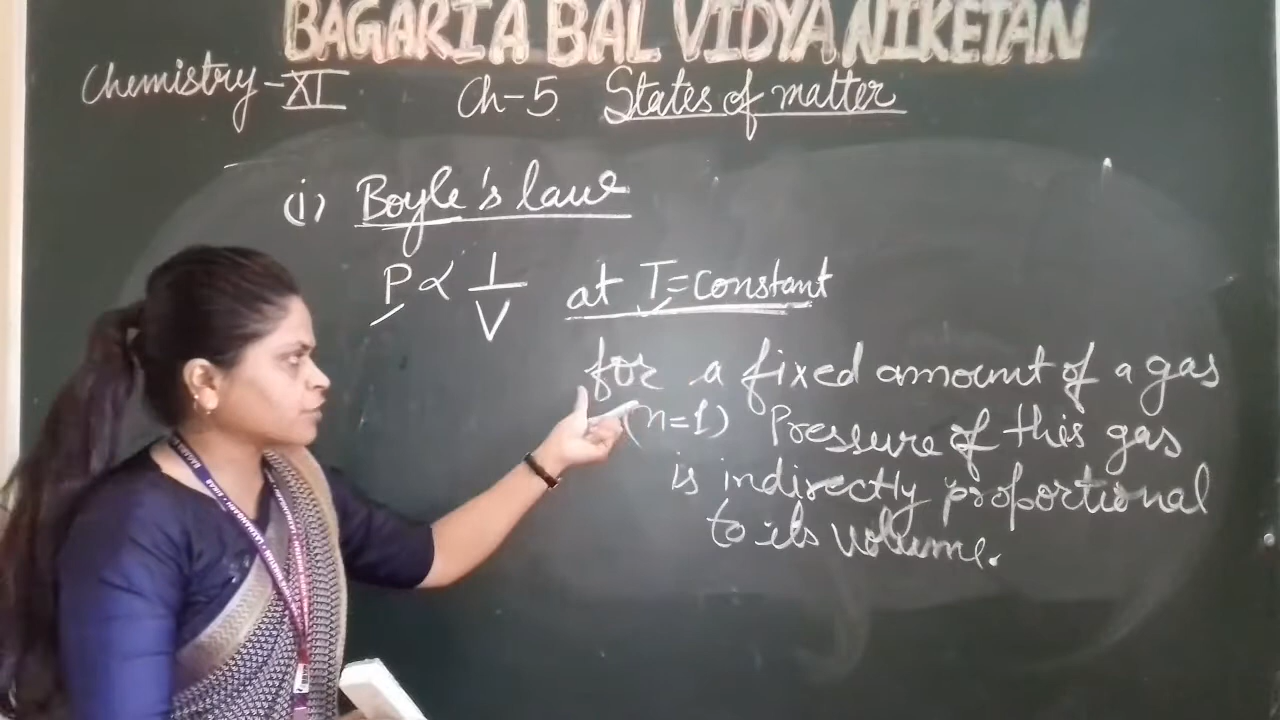 BAGARIA BAL VIDYA NIKETAN
Chemistry-XI Ch-5 States of matter
(i) Boyle's law
P ∝ 1/V at T=constant
for a fixed amount of a gas
(n=1) Pressure of this gas
is indirectly proportional
to its volume.